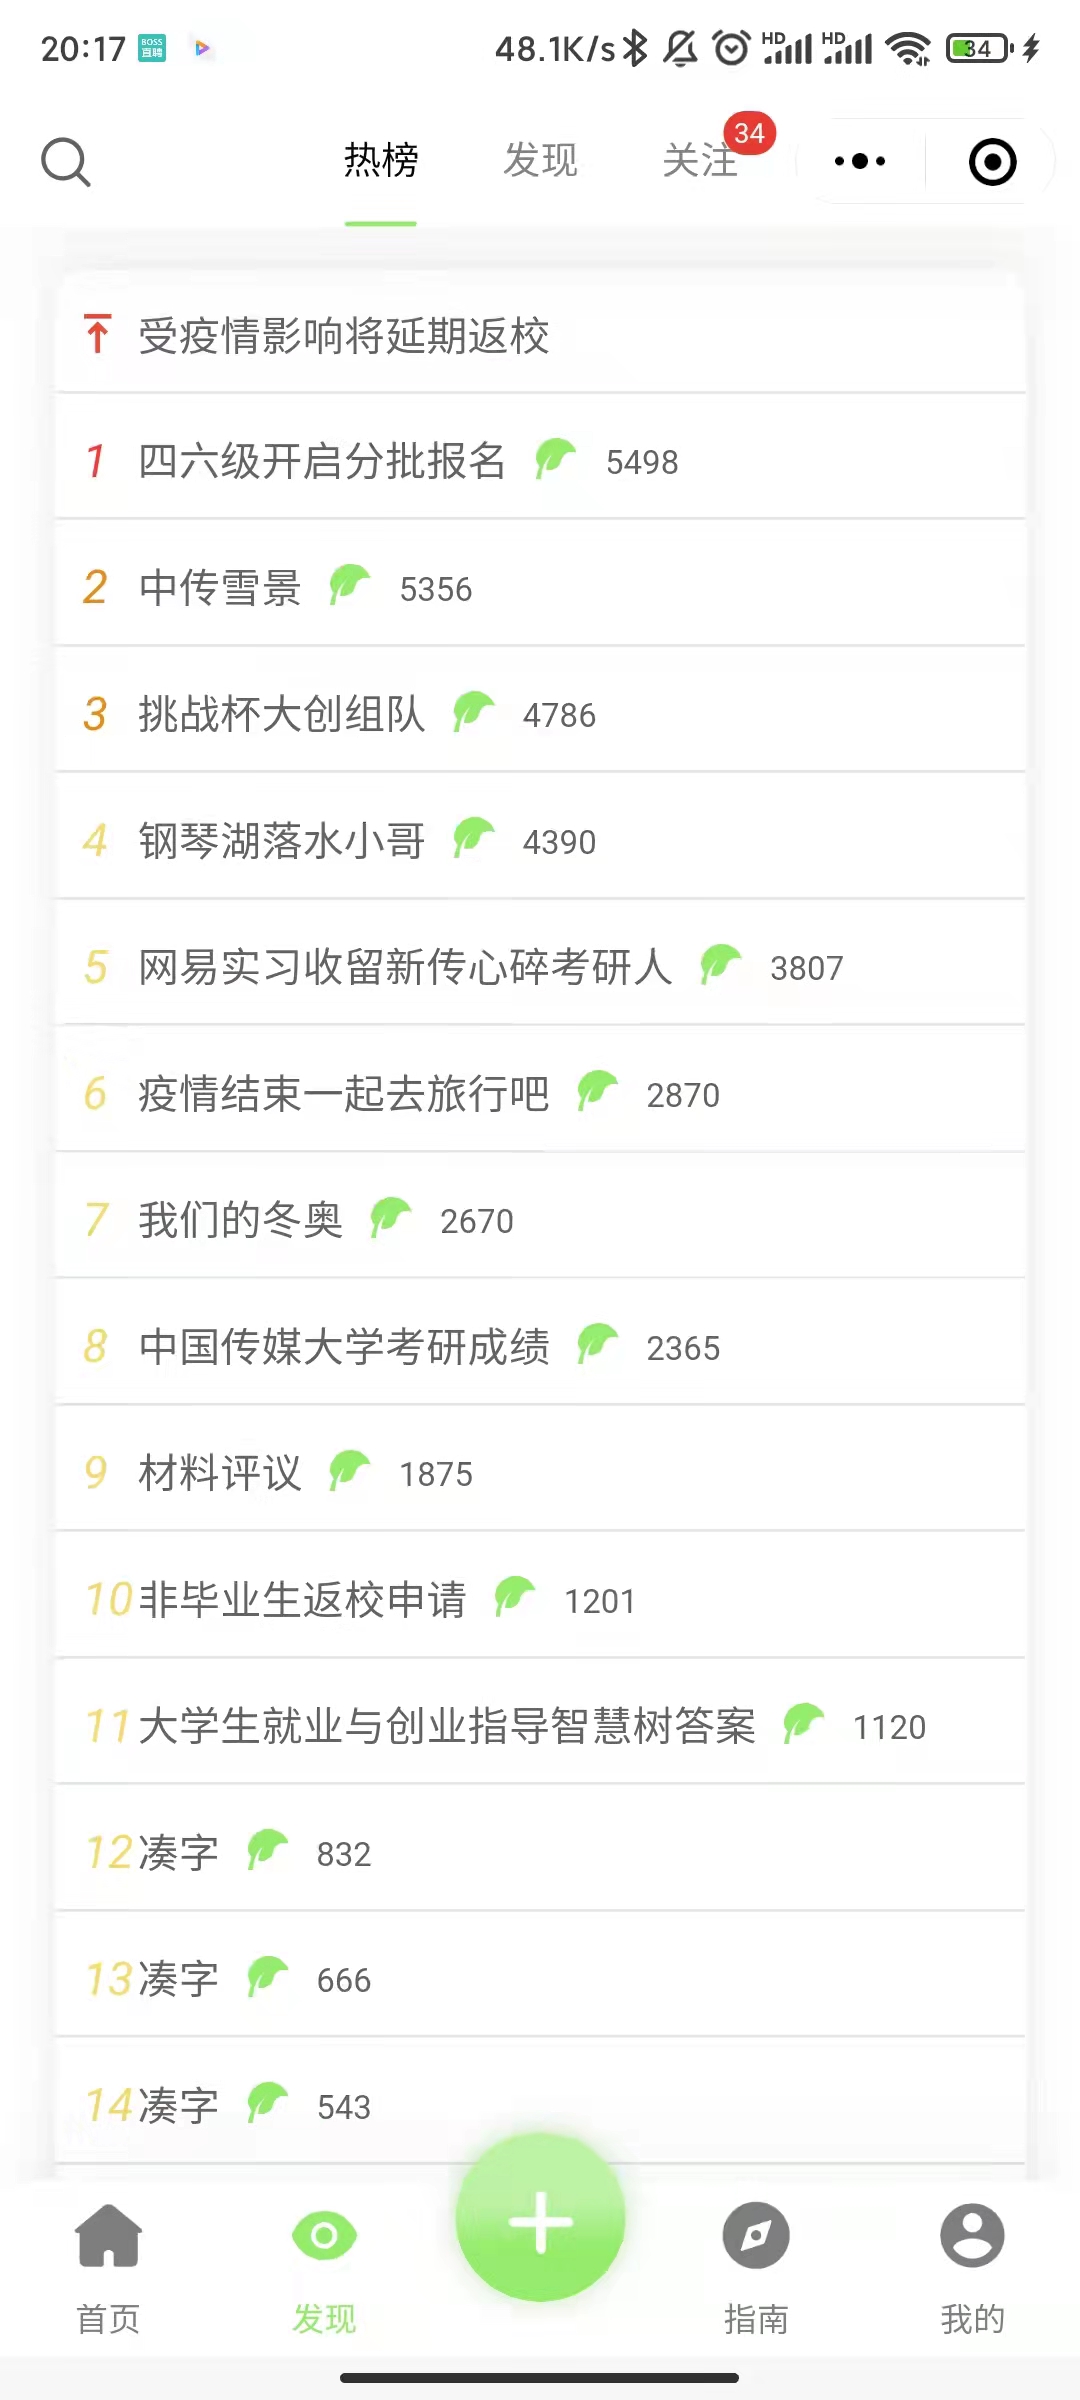 20:17 BOSS直聘 48.1K/s HD HD 34
热榜 发现 关注 34
受疫情影响将延期返校
1 四六级开启分批报名 5498
2 中传雪景 5356
3 挑战杯大创组队 4786
4 钢琴湖落水小哥 4390
5 网易实习收留新传心碎考研人 3807
6 疫情结束一起去旅行吧 2870
7 我们的冬奥 2670
8 中国传媒大学考研成绩 2365
9 材料评议 1875
10 非毕业生返校申请 1201
11 大学生就业与创业指导智慧树答案 1120
12 凑字 832
13 凑字 666
14 凑字 543
首页 发现 指南 我的